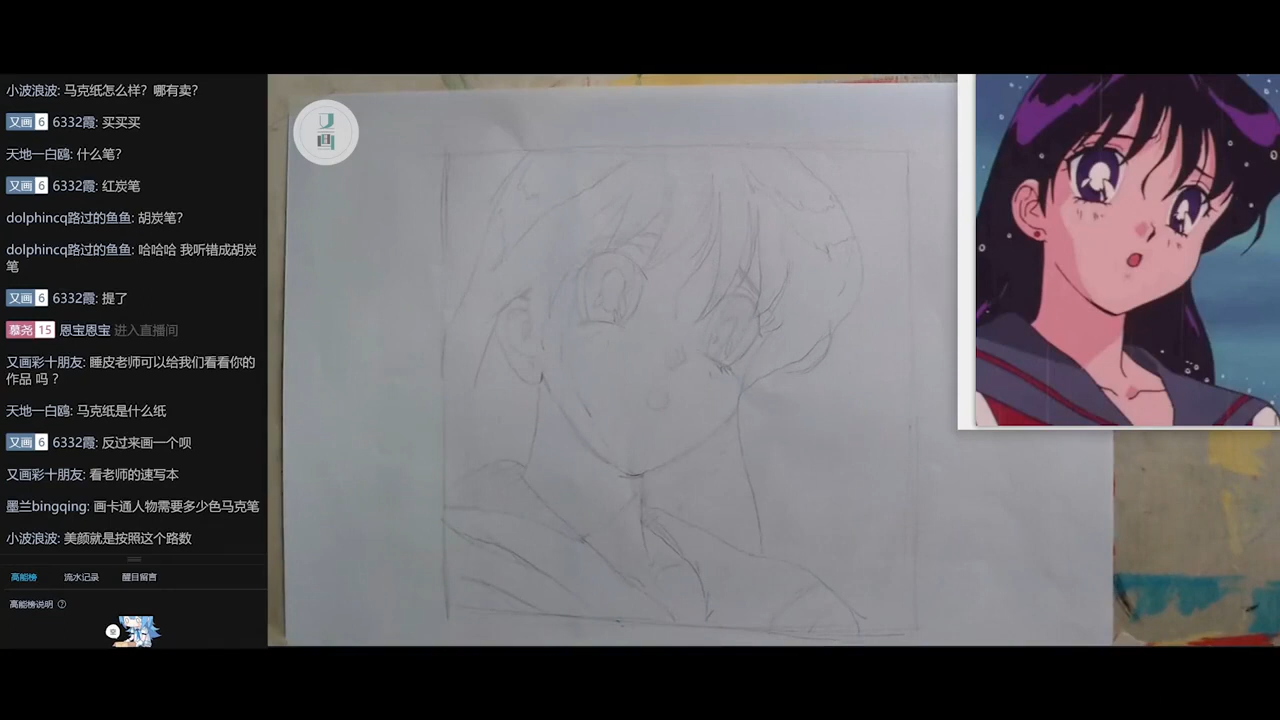 小波浪波: 马克纸怎么样? 哪有卖?
又画 6 6332霞: 买买买
天地一白鸥: 什么笔?
又画 6 6332霞: 红炭笔
dolphincq路过的鱼鱼: 胡炭笔?
dolphincq路过的鱼鱼: 哈哈哈 我听错成胡炭
笔
又画 6 6332霞: 提了
慕尧 15 恩宝恩宝 进入直播间
又画彩十朋友: 睡皮老师可以给我们看看你的
作品 吗 ?
天地一白鸥: 马克纸是什么纸
又画 6 6332霞: 反过来画一个呗
又画彩十朋友: 看老师的速写本
墨兰bingqing: 画卡通人物需要多少色马克笔
小波浪波: 美颜就是按照这个路数
高能榜 流水记录 醒目留言
高能榜说明 ?